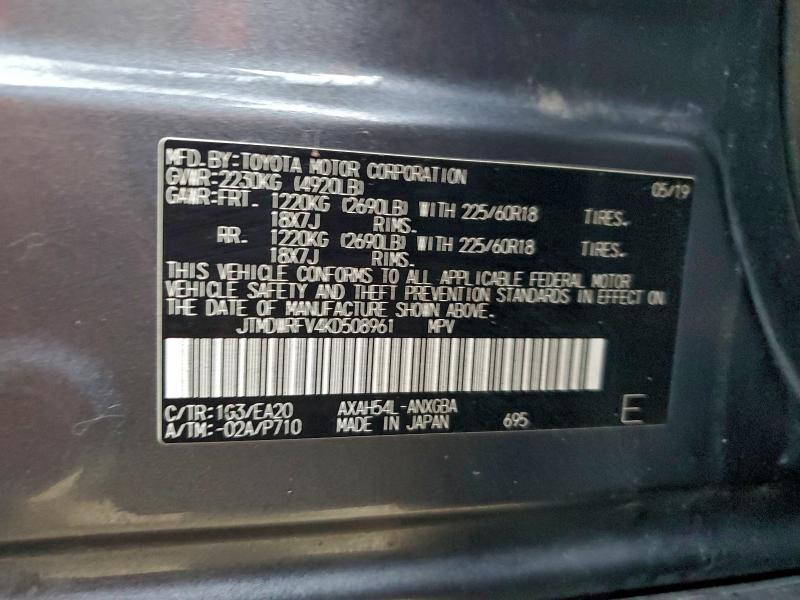 MFD.BY:TOYOTA MOTOR CORPORATION 05/19
GVWR:2230KG (4920LB)
GAWR:FRT. 1220KG (2690LB) WITH 225/60R18 TIRES.
18X7J RIMS.
RR. 1220KG (2690LB) WITH 225/60R18 TIRES.
18X7J RIMS.
THIS VEHICLE CONFORMS TO ALL APPLICABLE FEDERAL MOTOR
VEHICLE SAFETY AND THEFT PREVENTION STANDARDS IN EFFECT ON
THE DATE OF MANUFACTURE SHOWN ABOVE.
JTMDWRFV4KD508961 MPV
C/TR:1G3/EA20 AXAH54L-ANXGBA
A/TM:-02A/P710 MADE IN JAPAN 695 E